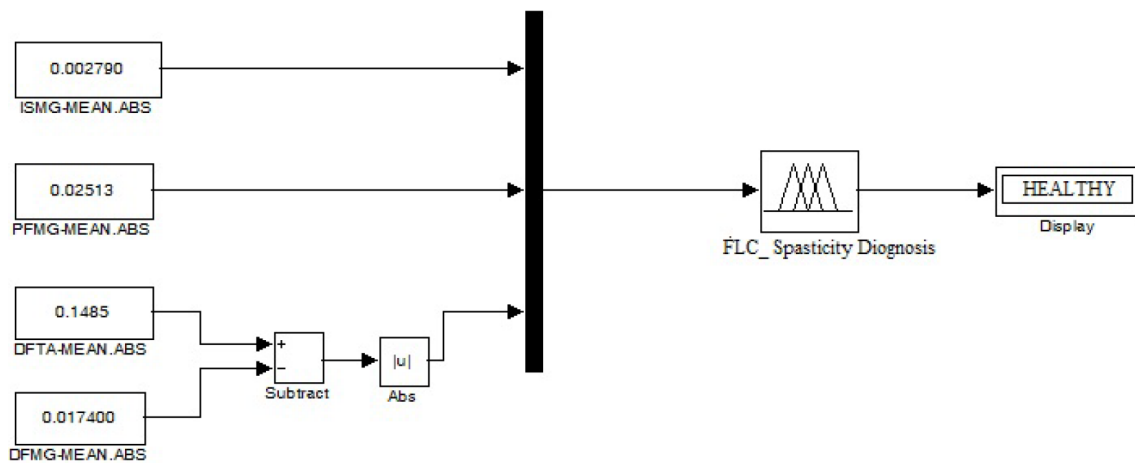 0.002790
ISMG-MEAN.ABS
0.02513
PFMG-MEAN.ABS
FLC_ Spasticity Diognosis
HEALTHY
Display
0.1485
DFTA-MEAN.ABS
+
−
Subtract
|u|
Abs
0.017400
DFMG-MEAN.ABS